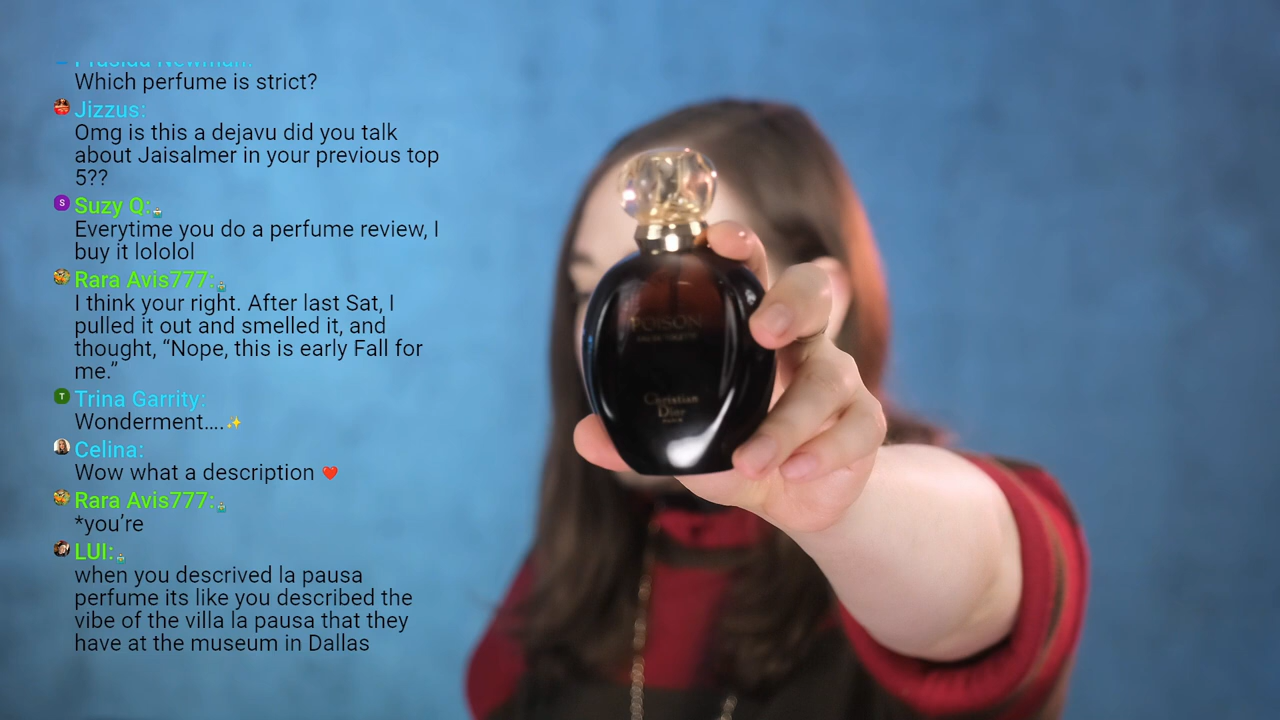 Which perfume is strict?
Jizzus:
Omg is this a dejavu did you talk
about Jaisalmer in your previous top
5??
S
Suzy Q:
Everytime you do a perfume review, I
buy it lololol
Rara Avis777:
I think your right. After last Sat, I
pulled it out and smelled it, and
thought, “Nope, this is early Fall for
me.”
T
Trina Garrity:
Wonderment....✨
Celina:
Wow what a description ❤️
Rara Avis777:
*you’re
LUI:
when you descrived la pausa
perfume its like you described the
vibe of the villa la pausa that they
have at the museum in Dallas
POISON
Christian
Dior